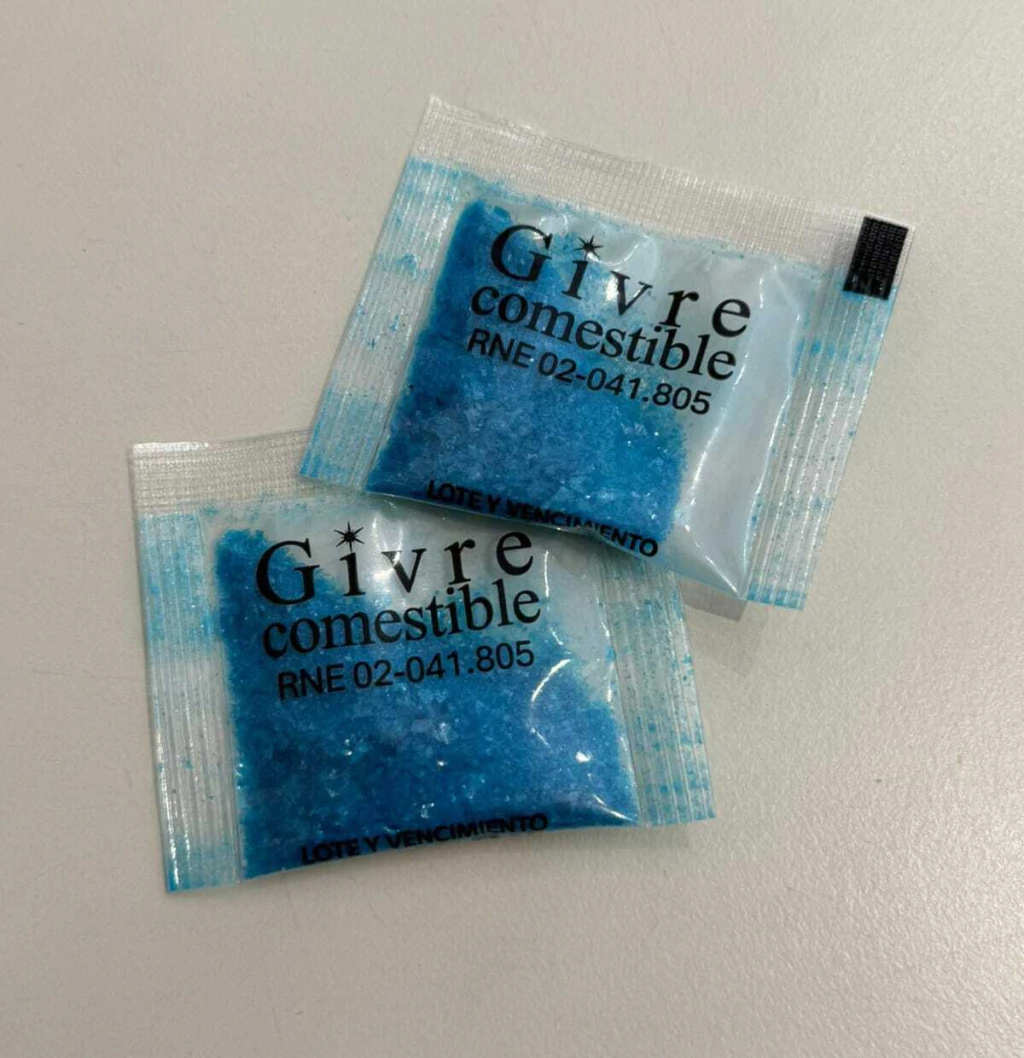 Givre
comestible
RNE 02-041.805
LOTE Y VENCIMIENTO
Givre
comestible
RNE 02-041.805
LOTE Y VENCIMIENTO